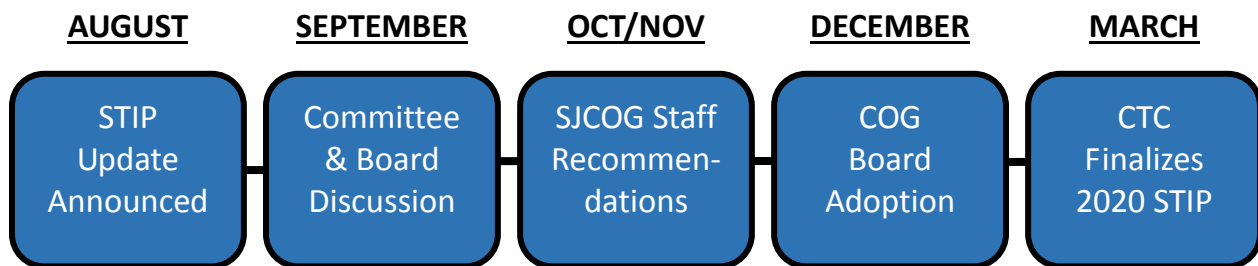 AUGUST
SEPTEMBER
OCT/NOV
DECEMBER
MARCH
STIP
Update
Announced
Committee
& Board
Discussion
SJCOG Staff
Recommen-
dations
COG
Board
Adoption
CTC
Finalizes
2020 STIP